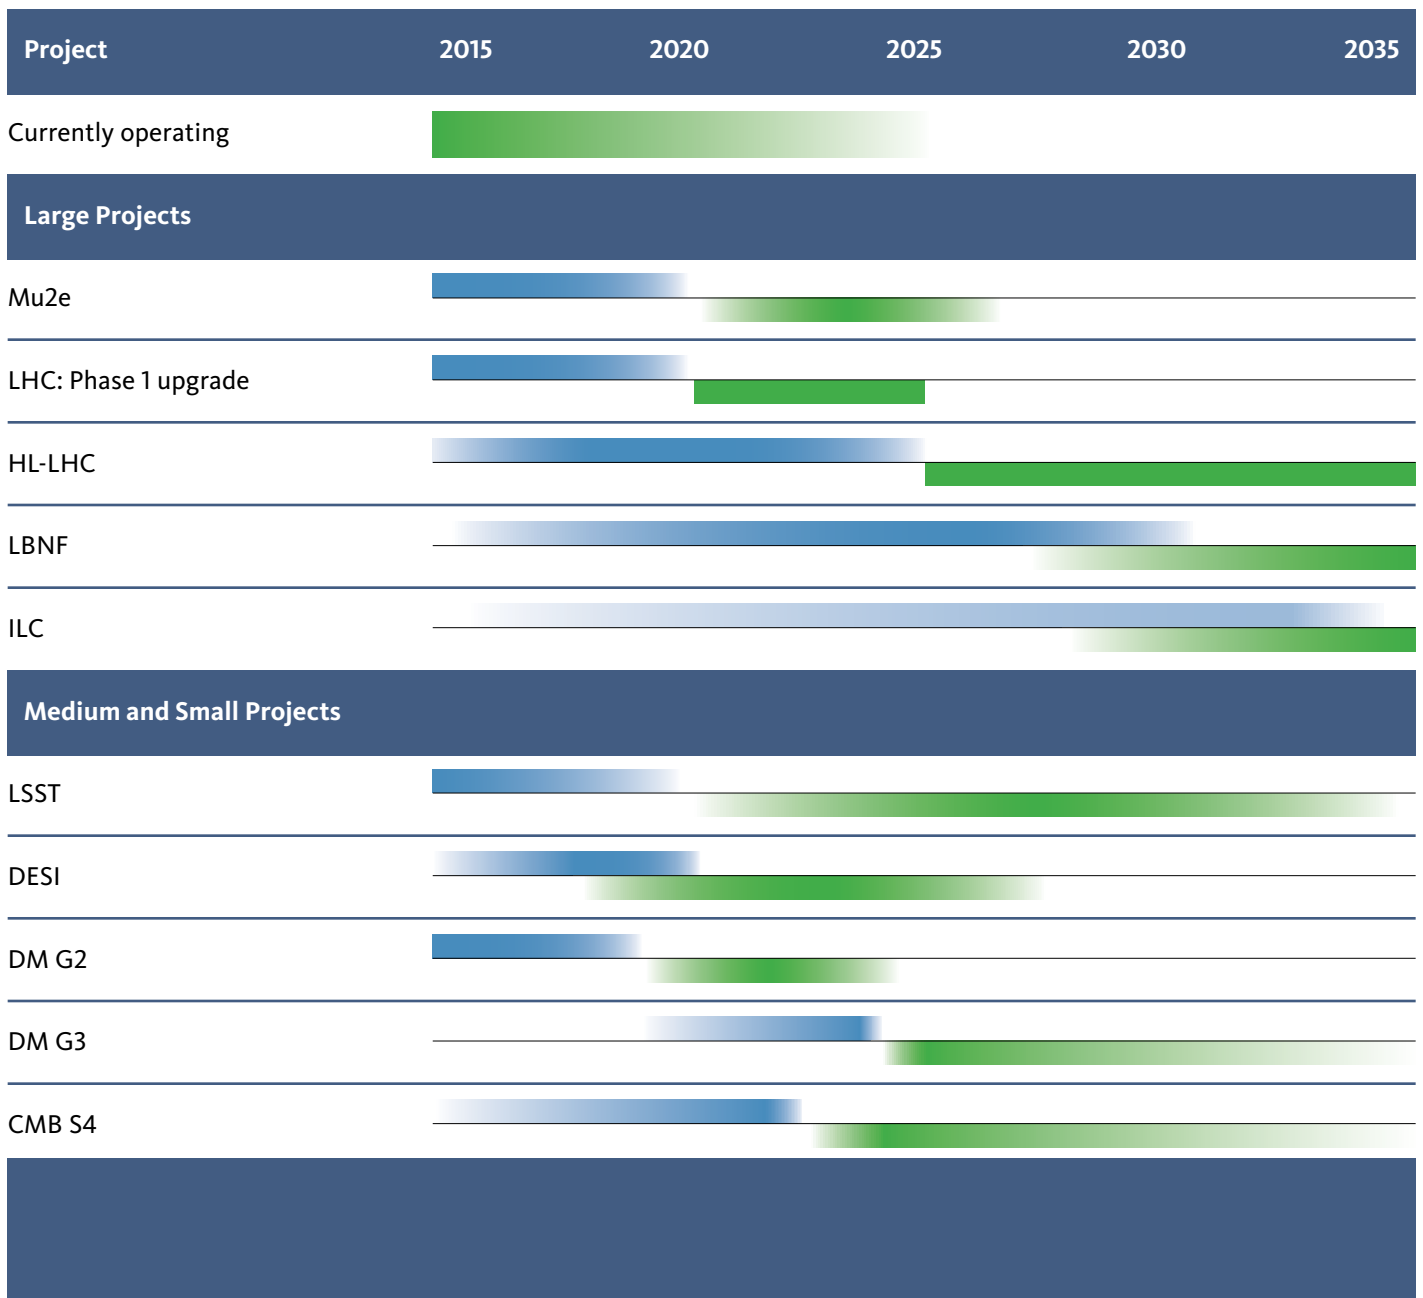 Project 2015 2020 2025 2030 2035
Currently operating
Large Projects
Mu2e
LHC: Phase 1 upgrade
HL-LHC
LBNF
ILC
Medium and Small Projects
LSST
DESI
DM G2
DM G3
CMB S4